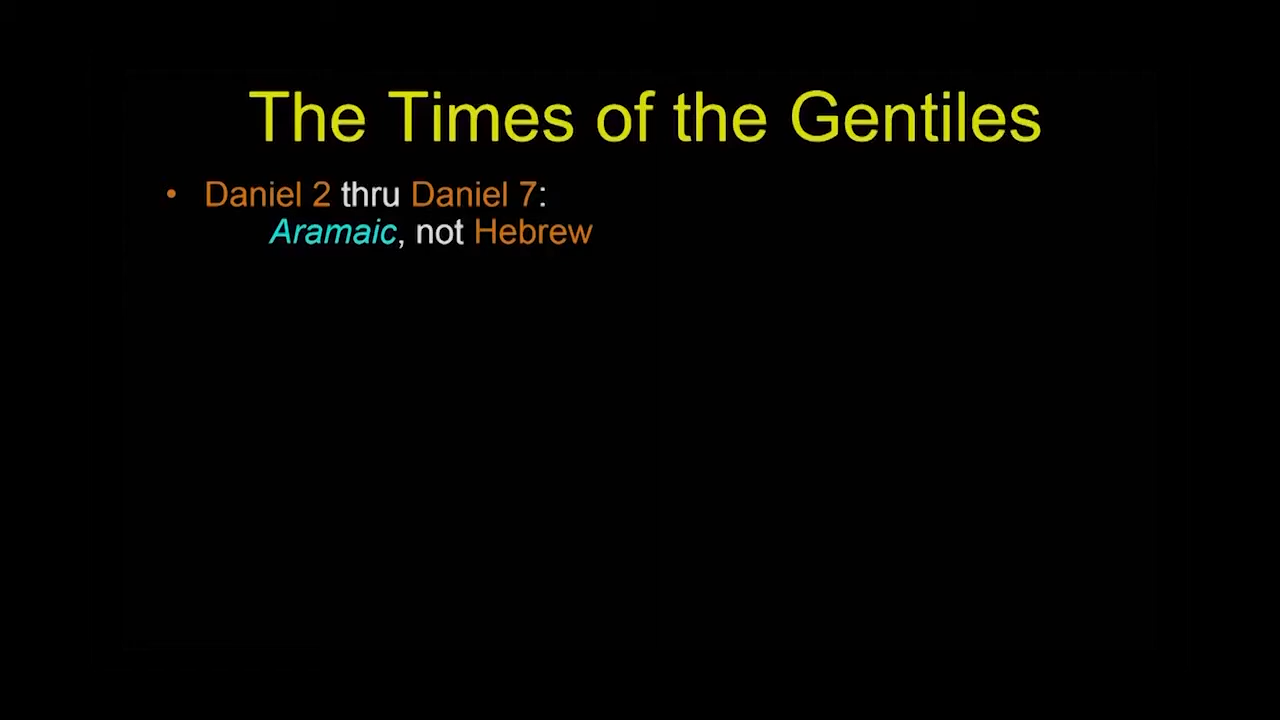 The Times of the Gentiles
• Daniel 2 thru Daniel 7:
Aramaic, not Hebrew